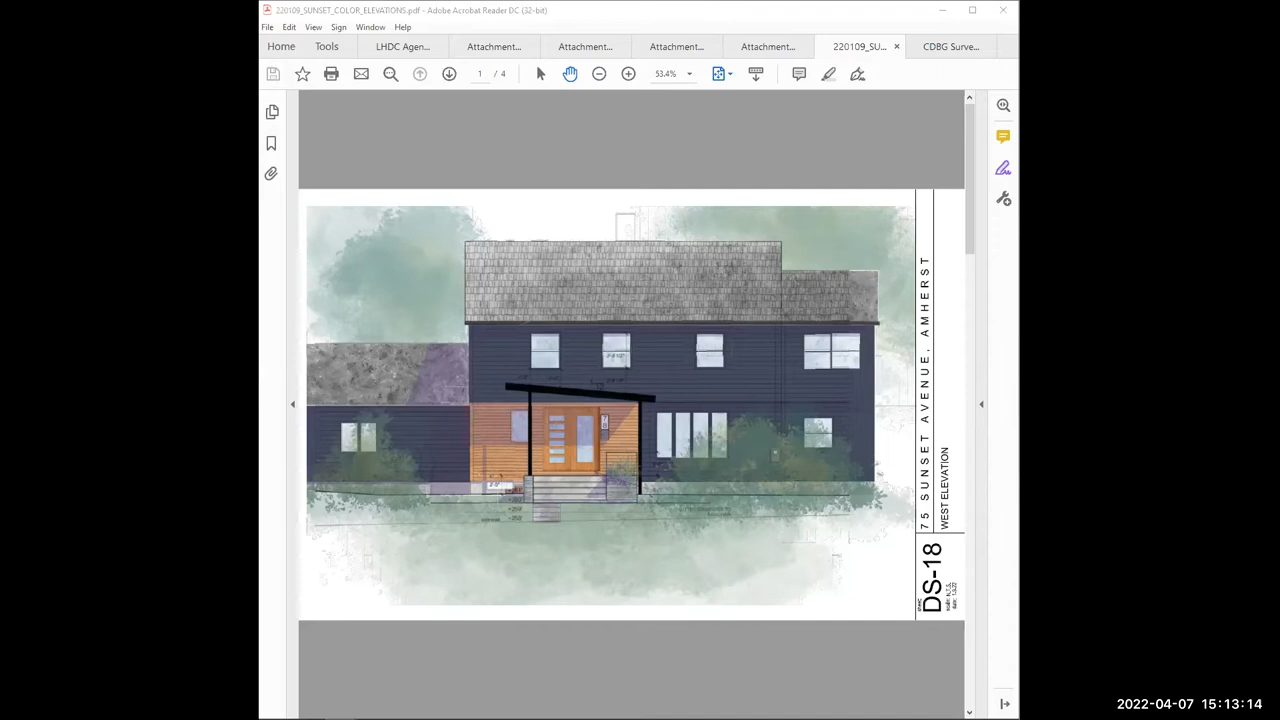 220109_SUNSET_COLOR_ELEVATIONS.pdf - Adobe Acrobat Reader DC (32-bit)
File Edit View Sign Window Help
Home Tools LHDC Agen... Attachment... Attachment... Attachment... Attachment... 220109_SU... × CDBG Surve...
1 / 4 53.4%
75 SUNSET AVENUE, AMHERST
WEST ELEVATION
DS-18
2022-04-07 15:13:14